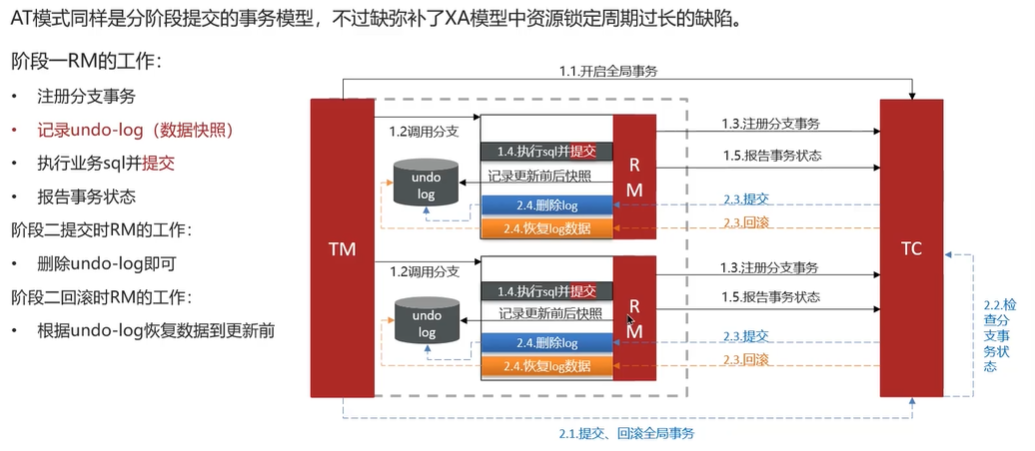 AT模式同样是分阶段提交的事务模型，不过缺弥补了XA模型中资源锁定周期过长的缺陷。
阶段一RM的工作：
• 注册分支事务
• 记录undo-log（数据快照）
• 执行业务sql并提交
• 报告事务状态
阶段二提交时RM的工作：
• 删除undo-log即可
阶段二回滚时RM的工作：
• 根据undo-log恢复数据到更新前
1.1.开启全局事务
TM
1.2调用分支
undo
log
1.4.执行sql并提交
记录更新前后快照
2.4.删除log
2.4.恢复log数据
R
M
1.3.注册分支事务
1.5.报告事务状态
2.3.提交
2.3.回滚
1.2调用分支
undo
log
1.4.执行sql并提交
记录更新前后快照
2.4.删除log
2.4.恢复log数据
R
M
1.3.注册分支事务
1.5.报告事务状态
2.3.提交
2.3.回滚
TC
2.2.检
查分
支事
务状
态
2.1.提交、回滚全局事务